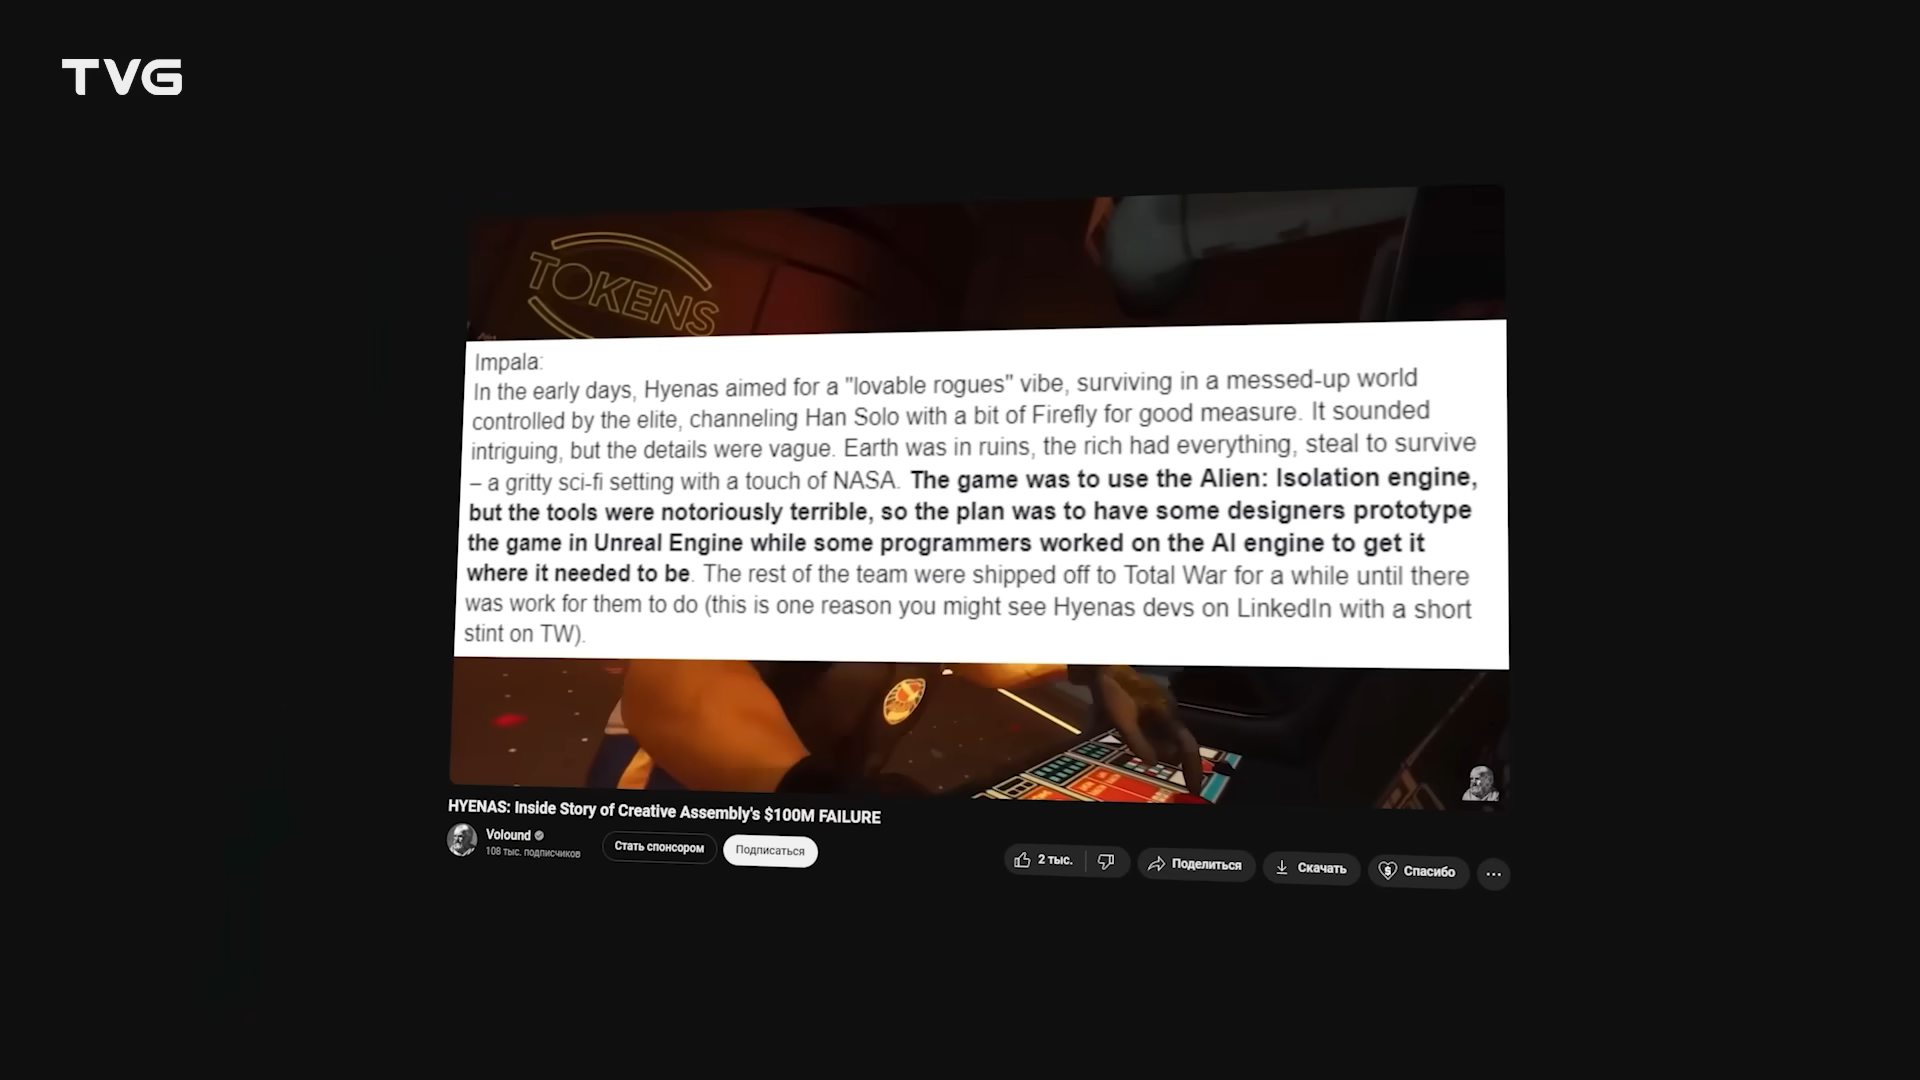 TVG
TOKENS
Impala:
In the early days, Hyenas aimed for a "lovable rogues" vibe, surviving in a messed-up world
controlled by the elite, channeling Han Solo with a bit of Firefly for good measure. It sounded
intriguing, but the details were vague. Earth was in ruins, the rich had everything, steal to survive
– a gritty sci-fi setting with a touch of NASA. The game was to use the Alien: Isolation engine,
but the tools were notoriously terrible, so the plan was to have some designers prototype
the game in Unreal Engine while some programmers worked on the AI engine to get it
where it needed to be. The rest of the team were shipped off to Total War for a while until there
was work for them to do (this is one reason you might see Hyenas devs on LinkedIn with a short
stint on TW).
HYENAS: Inside Story of Creative Assembly's $100M FAILURE
Volound
108 тыс. подписчиков
Стать спонсором
Подписаться
2 тыс.
Поделиться
Скачать
Спасибо